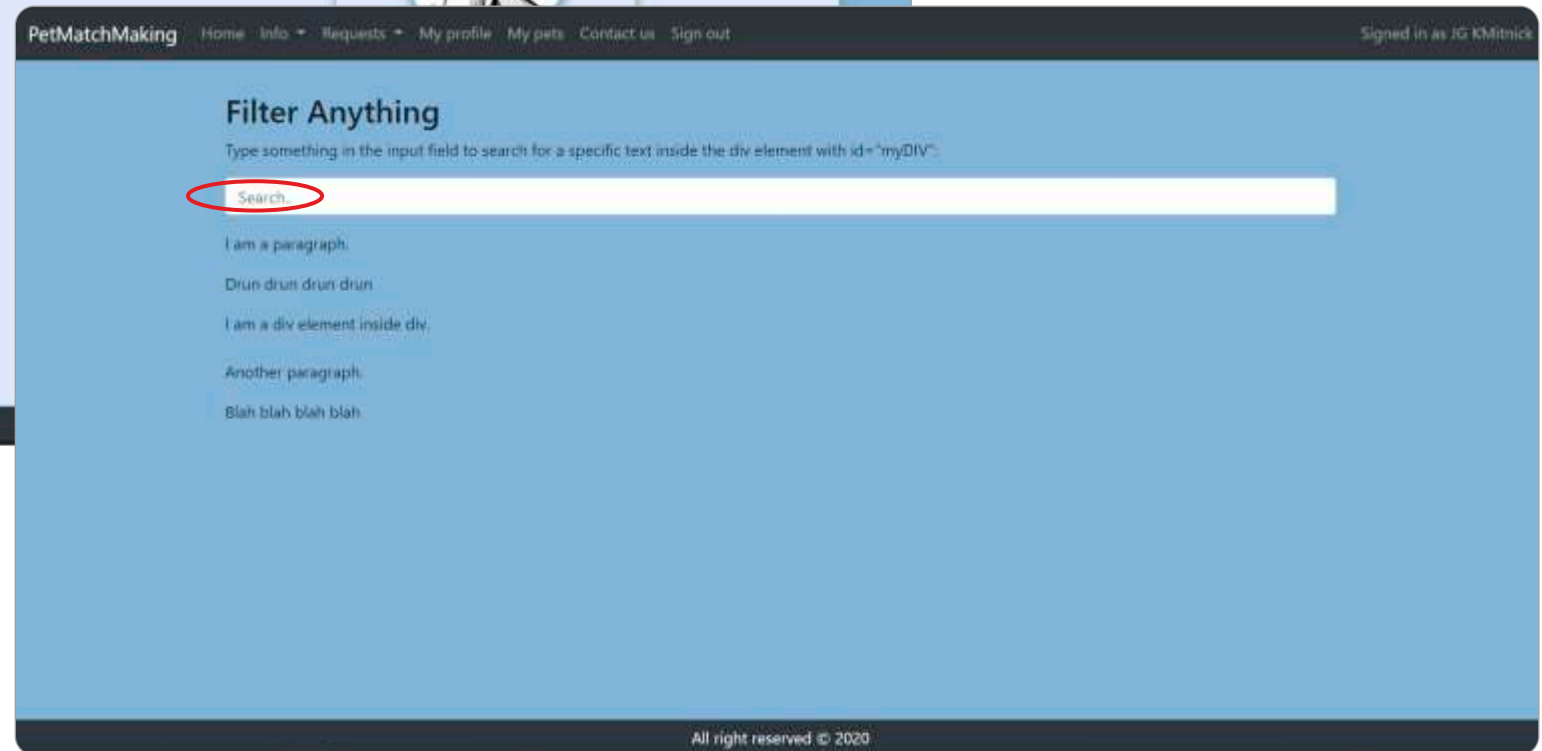 PetMatchMaking Home Info Requests My profile My pets Contact us Sign out Signed in as JG KMitnick
Filter Anything
Type something in the input field to search for a specific text inside the div element with id="myDIV":
Search..
I am a paragraph.
Drun drun drun drun
I am a div element inside div.
Another paragraph.
Blah blah blah blah
All right reserved © 2020